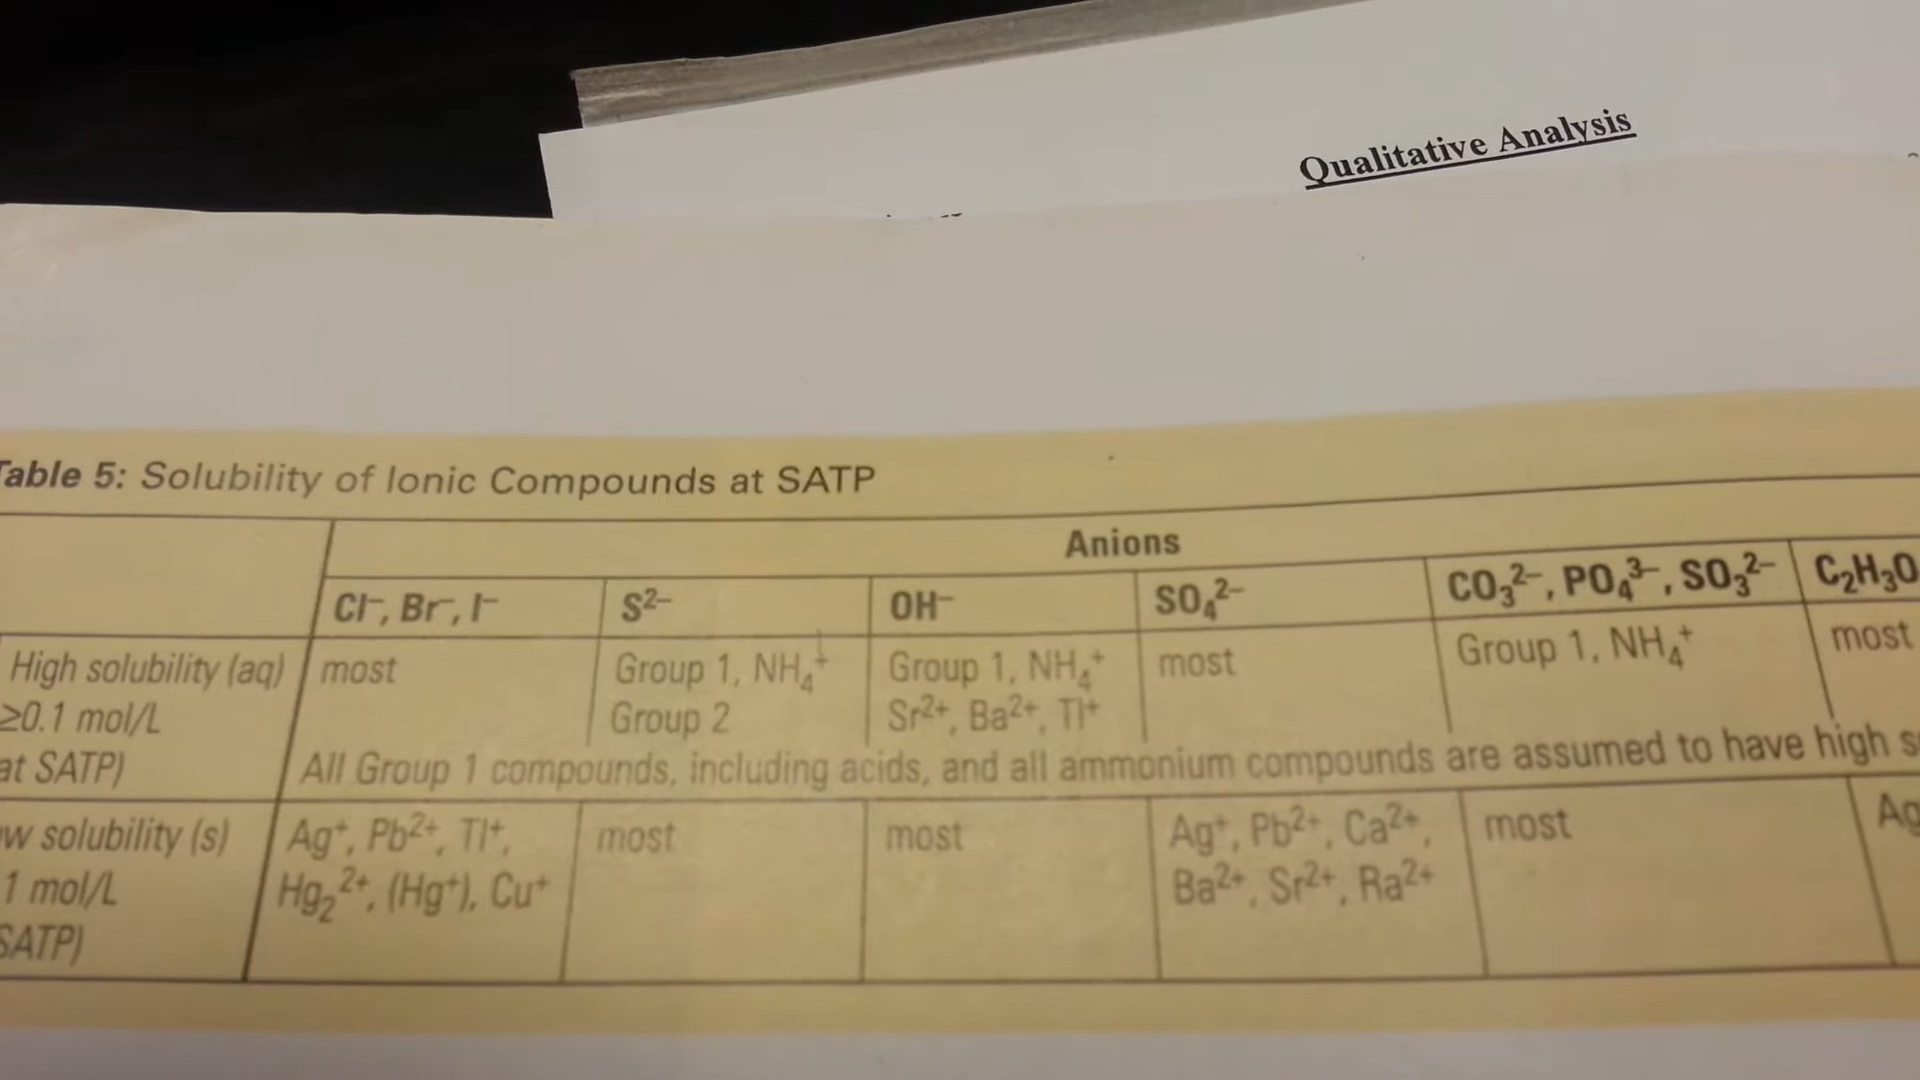 Qualitative Analysis
Table 5: Solubility of Ionic Compounds at SATP
Anions
Cl⁻, Br⁻, I⁻ S²⁻ OH⁻ SO₄²⁻ CO₃²⁻, PO₄³⁻, SO₃²⁻ C₂H₃O
High solubility (aq) most Group 1, NH₄⁺ Group 1, NH₄⁺ most Group 1, NH₄⁺ most
≥0.1 mol/L Group 2 Sr²⁺, Ba²⁺, Tl⁺
at SATP) All Group 1 compounds, including acids, and all ammonium compounds are assumed to have high s
w solubility (s) Ag⁺, Pb²⁺, Tl⁺, most most Ag⁺, Pb²⁺, Ca²⁺, most Ag
1 mol/L Hg₂²⁺, (Hg⁺), Cu⁺ Ba²⁺, Sr²⁺, Ra²⁺
SATP)